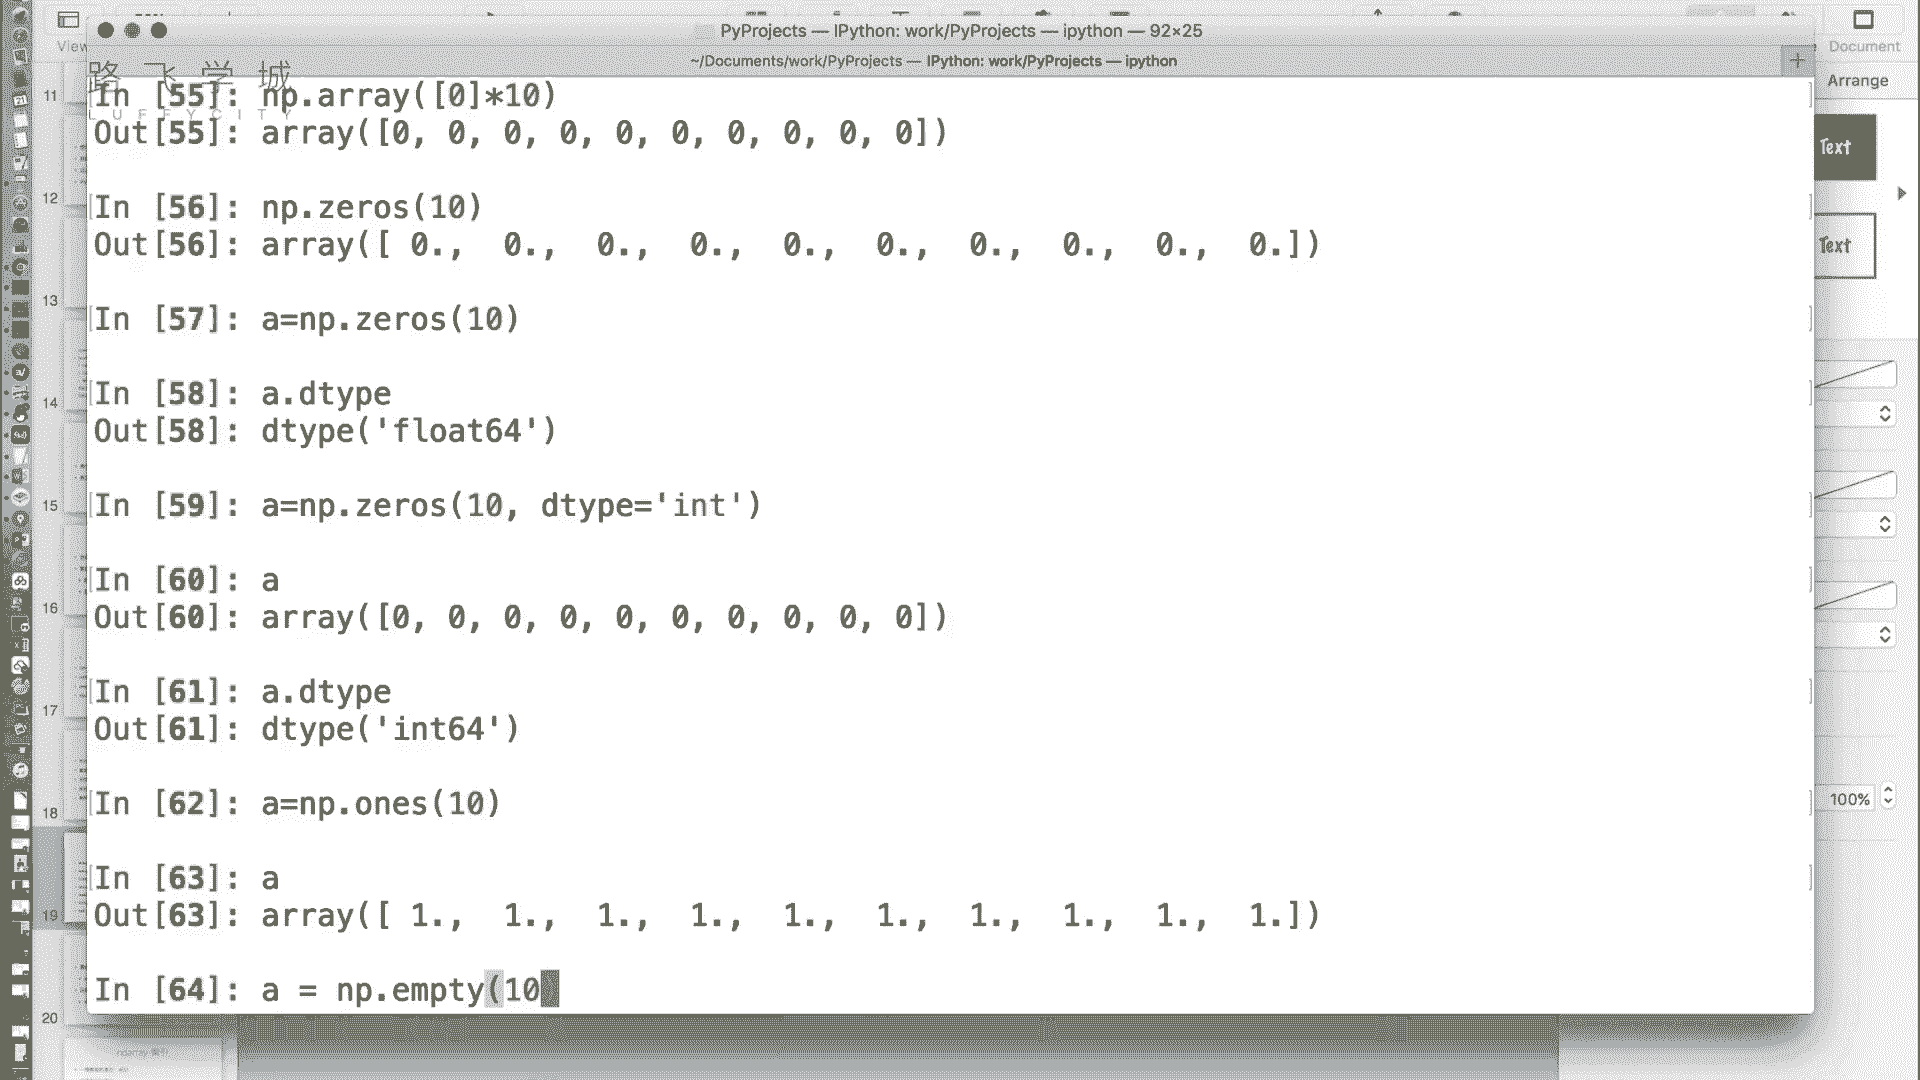 View
Document
PyProjects — IPython: work/PyProjects — ipython — 92×25
~/Documents/work/PyProjects — IPython: work/PyProjects — ipython
+
Arrange
路飞学城
LUFFYCITY
In [55]: np.array([0]*10)
Out[55]: array([0, 0, 0, 0, 0, 0, 0, 0, 0, 0])
In [56]: np.zeros(10)
Out[56]: array([ 0., 0., 0., 0., 0., 0., 0., 0., 0., 0.])
In [57]: a=np.zeros(10)
In [58]: a.dtype
Out[58]: dtype('float64')
In [59]: a=np.zeros(10, dtype='int')
In [60]: a
Out[60]: array([0, 0, 0, 0, 0, 0, 0, 0, 0, 0])
In [61]: a.dtype
Out[61]: dtype('int64')
In [62]: a=np.ones(10)
In [63]: a
Out[63]: array([ 1., 1., 1., 1., 1., 1., 1., 1., 1., 1.])
In [64]: a = np.empty(10
11
12
13
14
15
16
17
18
19
20
Text
Text
100%